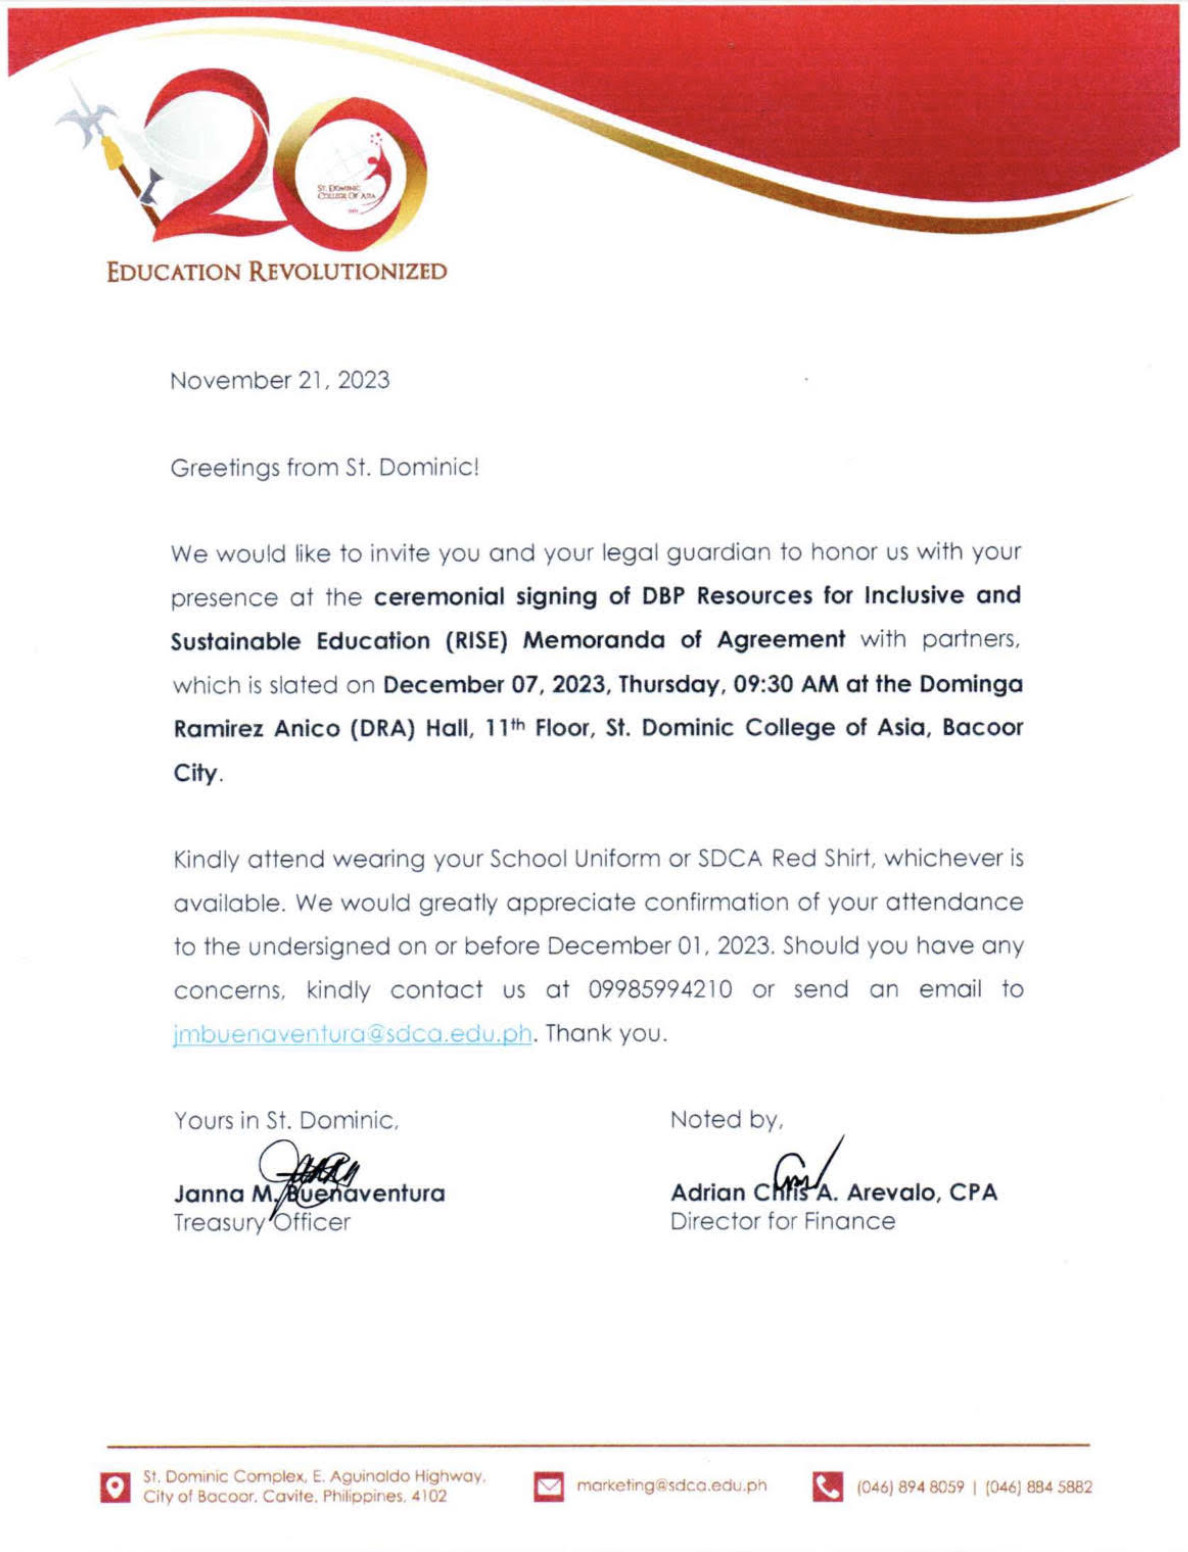 20
ST. DOMINIC
COLLEGE OF ASIA
EDUCATION REVOLUTIONIZED
November 21, 2023
Greetings from St. Dominic!
We would like to invite you and your legal guardian to honor us with your
presence at the ceremonial signing of DBP Resources for Inclusive and
Sustainable Education (RISE) Memoranda of Agreement with partners,
which is slated on December 07, 2023, Thursday, 09:30 AM at the Dominga
Ramirez Anico (DRA) Hall, 11th Floor, St. Dominic College of Asia, Bacoor
City.
Kindly attend wearing your School Uniform or SDCA Red Shirt, whichever is
available. We would greatly appreciate confirmation of your attendance
to the undersigned on or before December 01, 2023. Should you have any
concerns, kindly contact us at 09985994210 or send an email to
jmbuenaventura@sdca.edu.ph. Thank you.
Yours in St. Dominic,
Noted by,
Janna M. Buenaventura
Adrian Chris A. Arevalo, CPA
Treasury Officer
Director for Finance
St. Dominic Complex, E. Aguinaldo Highway,
City of Bacoor, Cavite, Philippines, 4102
marketing@sdca.edu.ph
(046) 894 8059 | (046) 884 5882